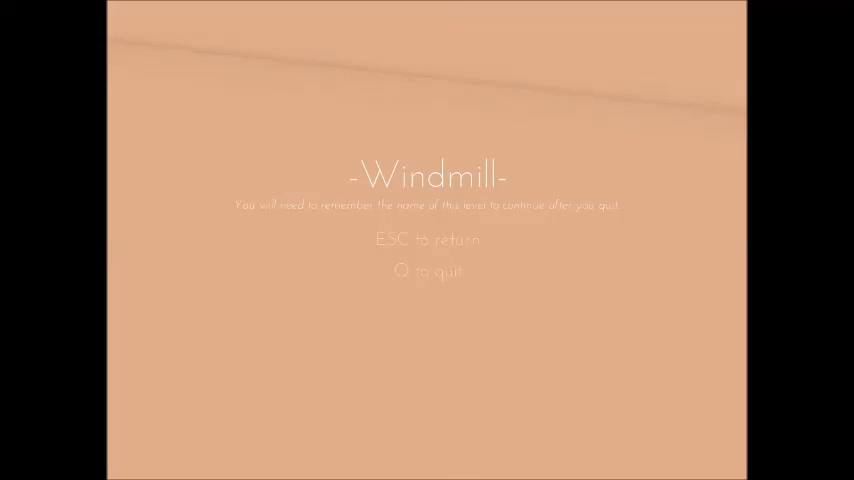 -Windmill-
You will need to remember the name of this level to continue after you quit.
ESC to return
Q to quit